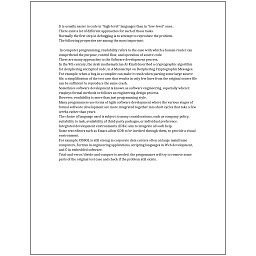 It is usually easier to code in "high-level" languages than in "low-level" ones.
There exist a lot of different approaches for each of those tasks.
Normally the first step in debugging is to attempt to reproduce the problem.
The following properties are among the most important:
In computer programming, readability refers to the ease with which a human reader can
comprehend the purpose, control flow, and operation of source code.
There are many approaches to the Software development process.
In the 9th century, the Arab mathematician Al-Kindi described a cryptographic algorithm
for deciphering encrypted code, in A Manuscript on Deciphering Cryptographic Messages.
For example, when a bug in a compiler can make it crash when parsing some large source
file, a simplification of the test case that results in only few lines from the original source file
can be sufficient to reproduce the same crash.
Sometimes software development is known as software engineering, especially when it
employs formal methods or follows an engineering design process.
However, readability is more than just programming style.
Many programmers use forms of Agile software development where the various stages of
formal software development are more integrated together into short cycles that take a few
weeks rather than years.
The choice of language used is subject to many considerations, such as company policy,
suitability to task, availability of third-party packages, or individual preference.
Integrated development environments (IDEs) aim to integrate all such help.
Some text editors such as Emacs allow GDB to be invoked through them, to provide a visual
environment.
For example, COBOL is still strong in corporate data centers often on large mainframe
computers, Fortran in engineering applications, scripting languages in Web development,
and C in embedded software.
Trial-and-error/divide-and-conquer is needed: the programmer will try to remove some
parts of the original test case and check if the problem still exists.